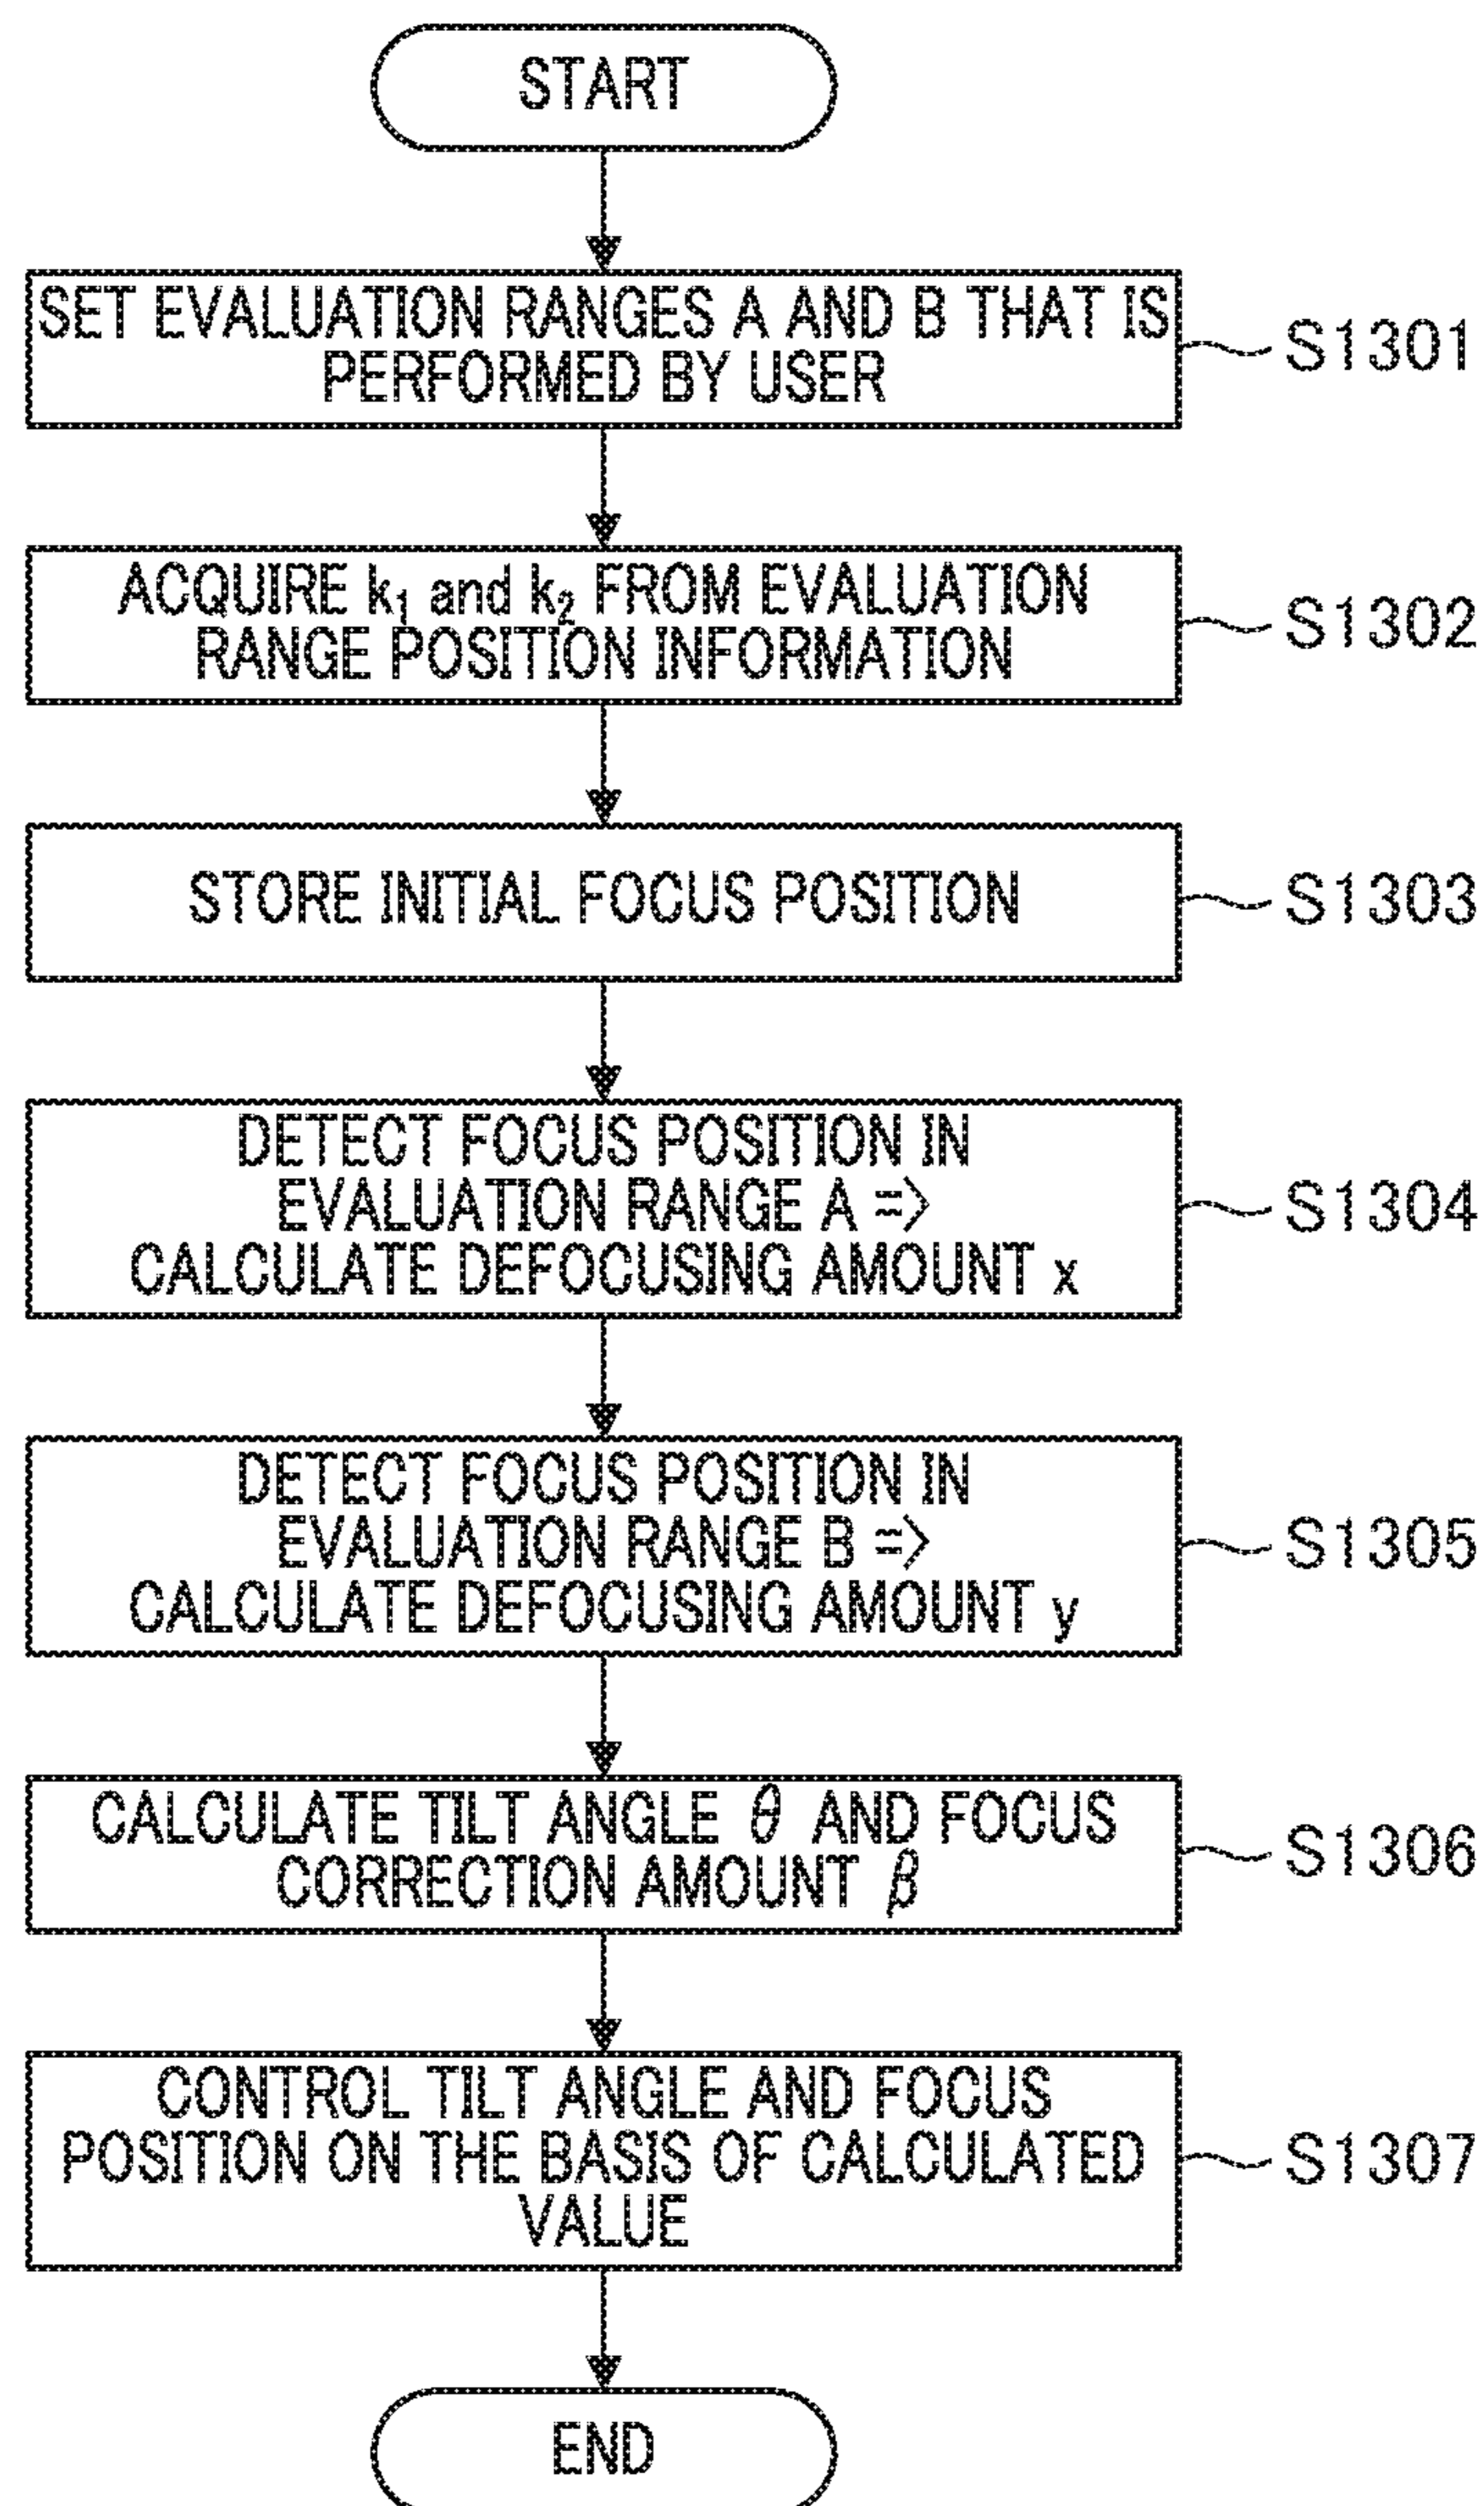 START
SET EVALUATION RANGES A AND B THAT IS
PERFORMED BY USER
S1301
ACQUIRE k₁ and k₂ FROM EVALUATION
RANGE POSITION INFORMATION
S1302
STORE INITIAL FOCUS POSITION
S1303
DETECT FOCUS POSITION IN
EVALUATION RANGE A =>
CALCULATE DEFOCUSING AMOUNT x
S1304
DETECT FOCUS POSITION IN
EVALUATION RANGE B =>
CALCULATE DEFOCUSING AMOUNT y
S1305
CALCULATE TILT ANGLE θ AND FOCUS
CORRECTION AMOUNT β
S1306
CONTROL TILT ANGLE AND FOCUS
POSITION ON THE BASIS OF CALCULATED
VALUE
S1307
END